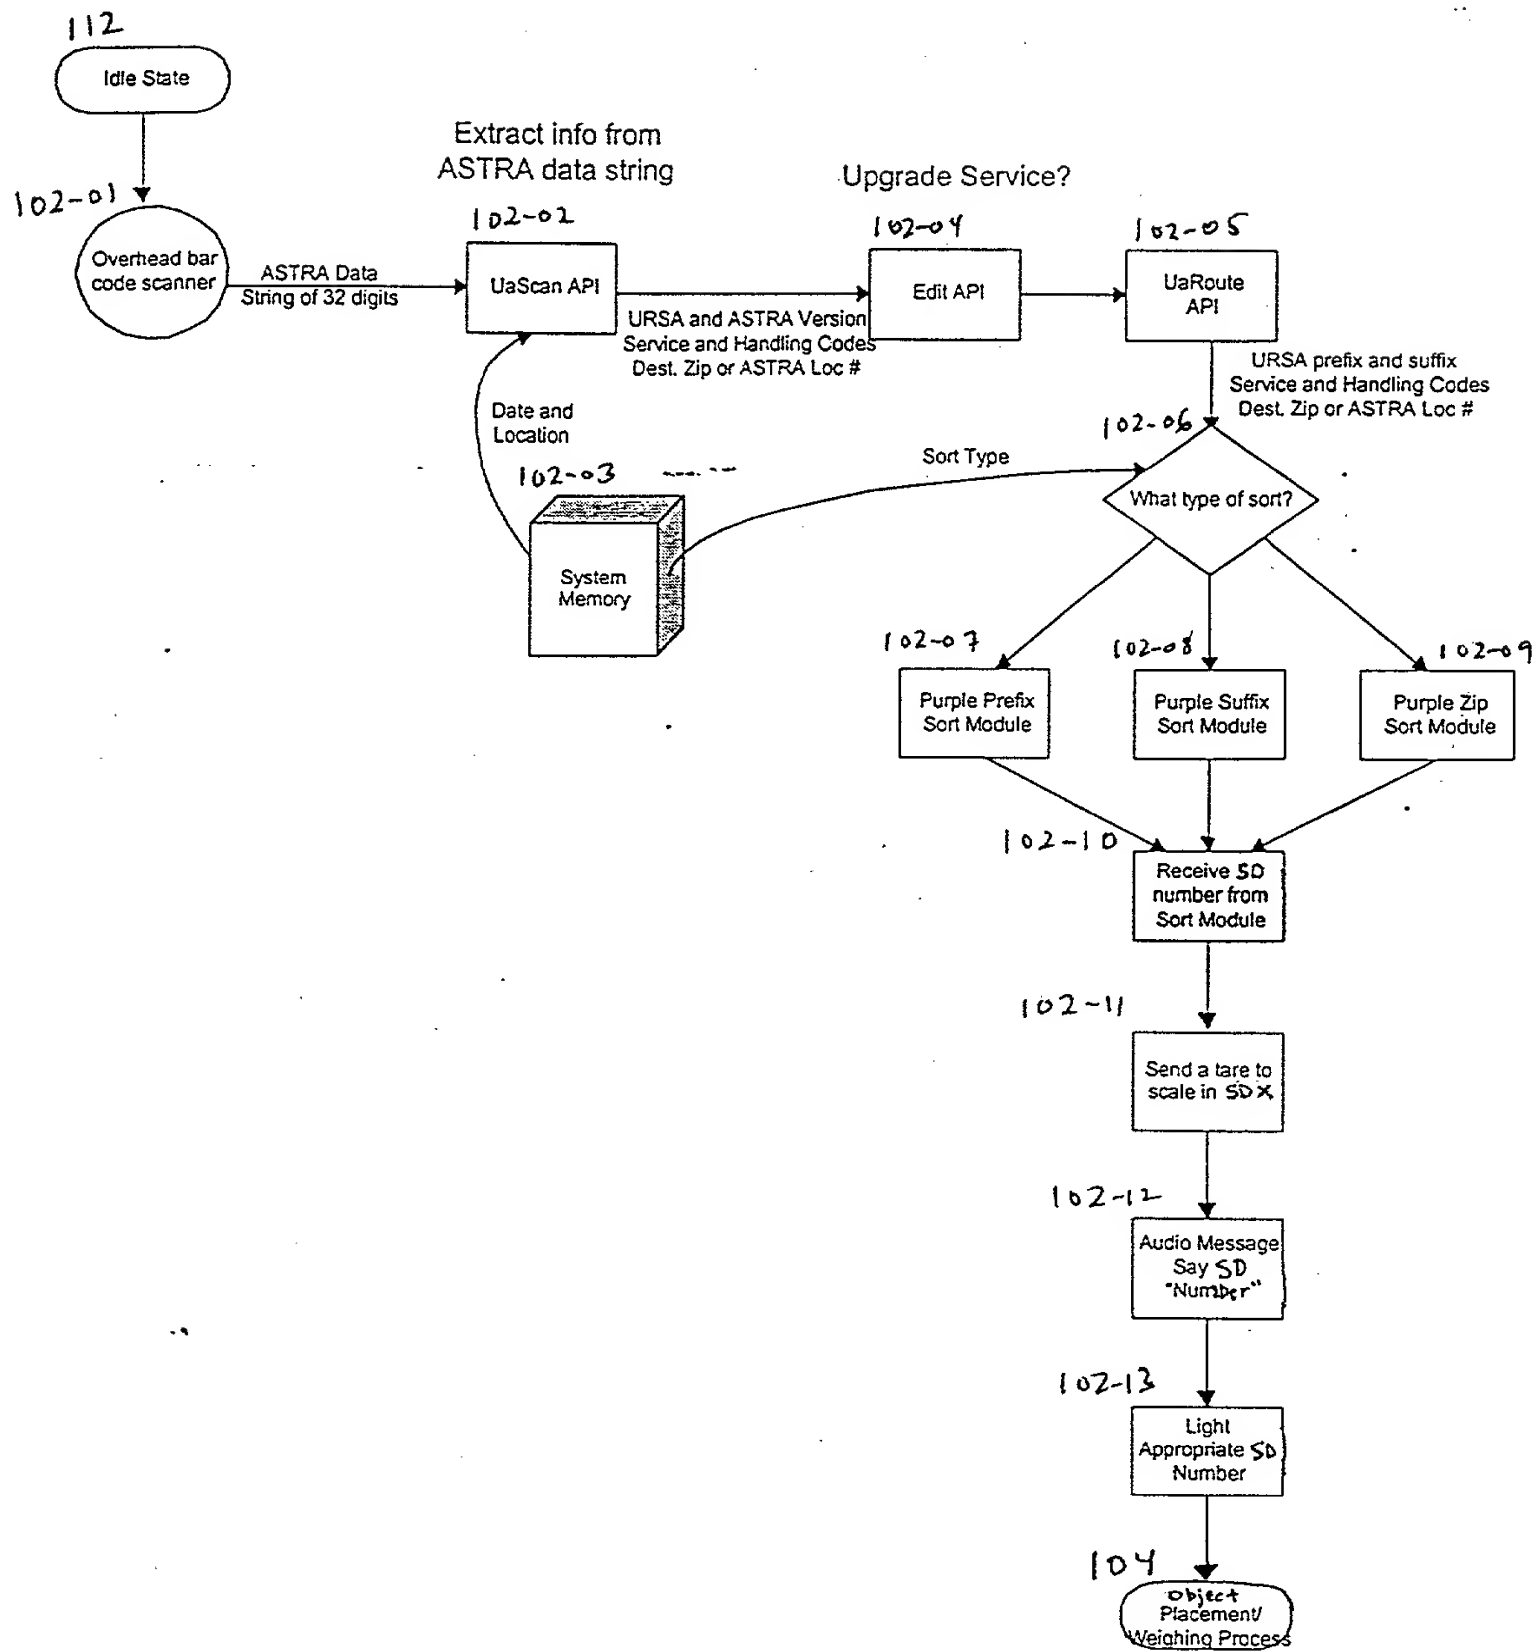 112
Idle State
Extract info from
ASTRA data string
Upgrade Service?
102-01
102-02
102-04
102-05
Overhead bar
code scanner
ASTRA Data
String of 32 digits
UaScan API
Edit API
UaRoute
API
URSA and ASTRA Version
Service and Handling Codes
Dest. Zip or ASTRA Loc #
URSA prefix and suffix
Service and Handling Codes
Dest. Zip or ASTRA Loc #
Date and
Location
102-06
102-03
Sort Type
What type of sort?
System
Memory
102-07
102-08
102-09
Purple Prefix
Sort Module
Purple Suffix
Sort Module
Purple Zip
Sort Module
102-10
Receive SD
number from
Sort Module
102-11
Send a tare to
scale in SDX
102-12
Audio Message
Say SD
"Number"
102-13
Light
Appropriate SD
Number
104
Object
Placement/
Weighing Process